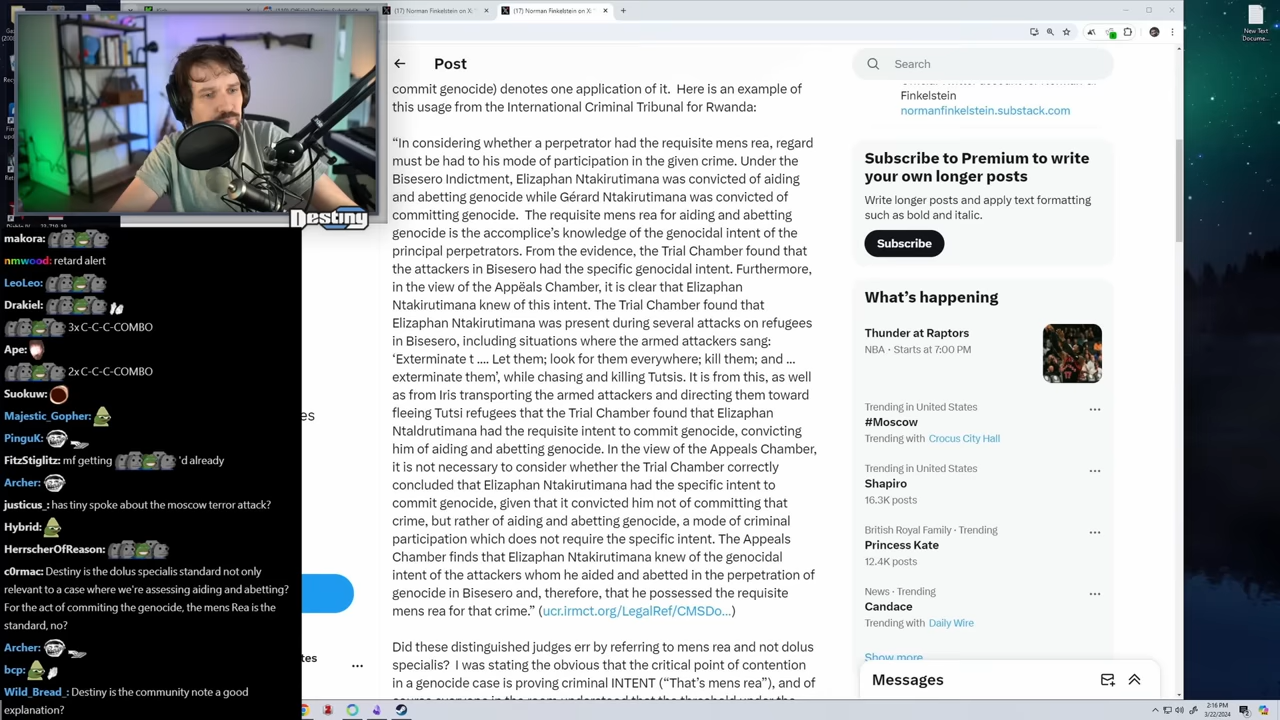 (17) Norman Finkelstein on X:
(17) Norman Finkelstein on X:
Post
commit genocide) denotes one application of it. Here is an example of
this usage from the International Criminal Tribunal for Rwanda:
“In considering whether a perpetrator had the requisite mens rea, regard
must be had to his mode of participation in the given crime. Under the
Bisesero Indictment, Elizaphan Ntakirutimana was convicted of aiding
and abetting genocide while Gérard Ntakirutimana was convicted of
committing genocide. The requisite mens rea for aiding and abetting
genocide is the accomplice’s knowledge of the genocidal intent of the
principal perpetrators. From the evidence, the Trial Chamber found that
the attackers in Bisesero had the specific genocidal intent. Furthermore,
in the view of the Appëals Chamber, it is clear that Elizaphan
Ntakirutimana knew of this intent. The Trial Chamber found that
Elizaphan Ntakirutimana was present during several attacks on refugees
in Bisesero, including situations where the armed attackers sang:
‘Exterminate t .... Let them; look for them everywhere; kill them; and ...
exterminate them’, while chasing and killing Tutsis. It is from this, as well
as from Iris transporting the armed attackers and directing them toward
fleeing Tutsi refugees that the Trial Chamber found that Elizaphan
Ntaldrutimana had the requisite intent to commit genocide, convicting
him of aiding and abetting genocide. In the view of the Appeals Chamber,
it is not necessary to consider whether the Trial Chamber correctly
concluded that Elizaphan Ntakirutimana had the specific intent to
commit genocide, given that it convicted him not of committing that
crime, but rather of aiding and abetting genocide, a mode of criminal
participation which does not require the specific intent. The Appeals
Chamber finds that Elizaphan Ntakirutimana knew of the genocidal
intent of the attackers whom he aided and abetted in the perpetration of
genocide in Bisesero and, therefore, that he possessed the requisite
mens rea for that crime.” (ucr.irmct.org/LegalRef/CMSDo...)
Did these distinguished judges err by referring to mens rea and not dolus
specialis? I was stating the obvious that the critical point of contention
in a genocide case is proving criminal INTENT (“That’s mens rea”), and of
Search
Finkelstein
normanfinkelstein.substack.com
Subscribe to Premium to write
your own longer posts
Write longer posts and apply text formatting
such as bold and italic.
Subscribe
What’s happening
Thunder at Raptors
NBA · Starts at 7:00 PM
Trending in United States
#Moscow
Trending with Crocus City Hall
Trending in United States
Shapiro
16.3K posts
British Royal Family · Trending
Princess Kate
12.4K posts
News · Trending
Candace
Trending with Daily Wire
Show more
Messages
Destiny
makora:
nmwood: retard alert
LeoLeo:
Drakiel:
3x C-C-C-COMBO
Ape:
2x C-C-C-COMBO
Suokuw:
Majestic_Gopher:
PinguK:
FitzStiglitz: mf getting 'd already
Archer:
justicus_: has tiny spoke about the moscow terror attack?
Hybrid:
HerrscherOfReason:
c0rmac: Destiny is the dolus specialis standard not only
relevant to a case where we're assessing aiding and abetting?
For the act of commiting the genocide, the mens Rea is the
standard, no?
Archer:
bcp:
Wild_Bread_: Destiny is the community note a good
explanation?
es
tes
New Text
Docume...
2:16 PM
3/22/2024